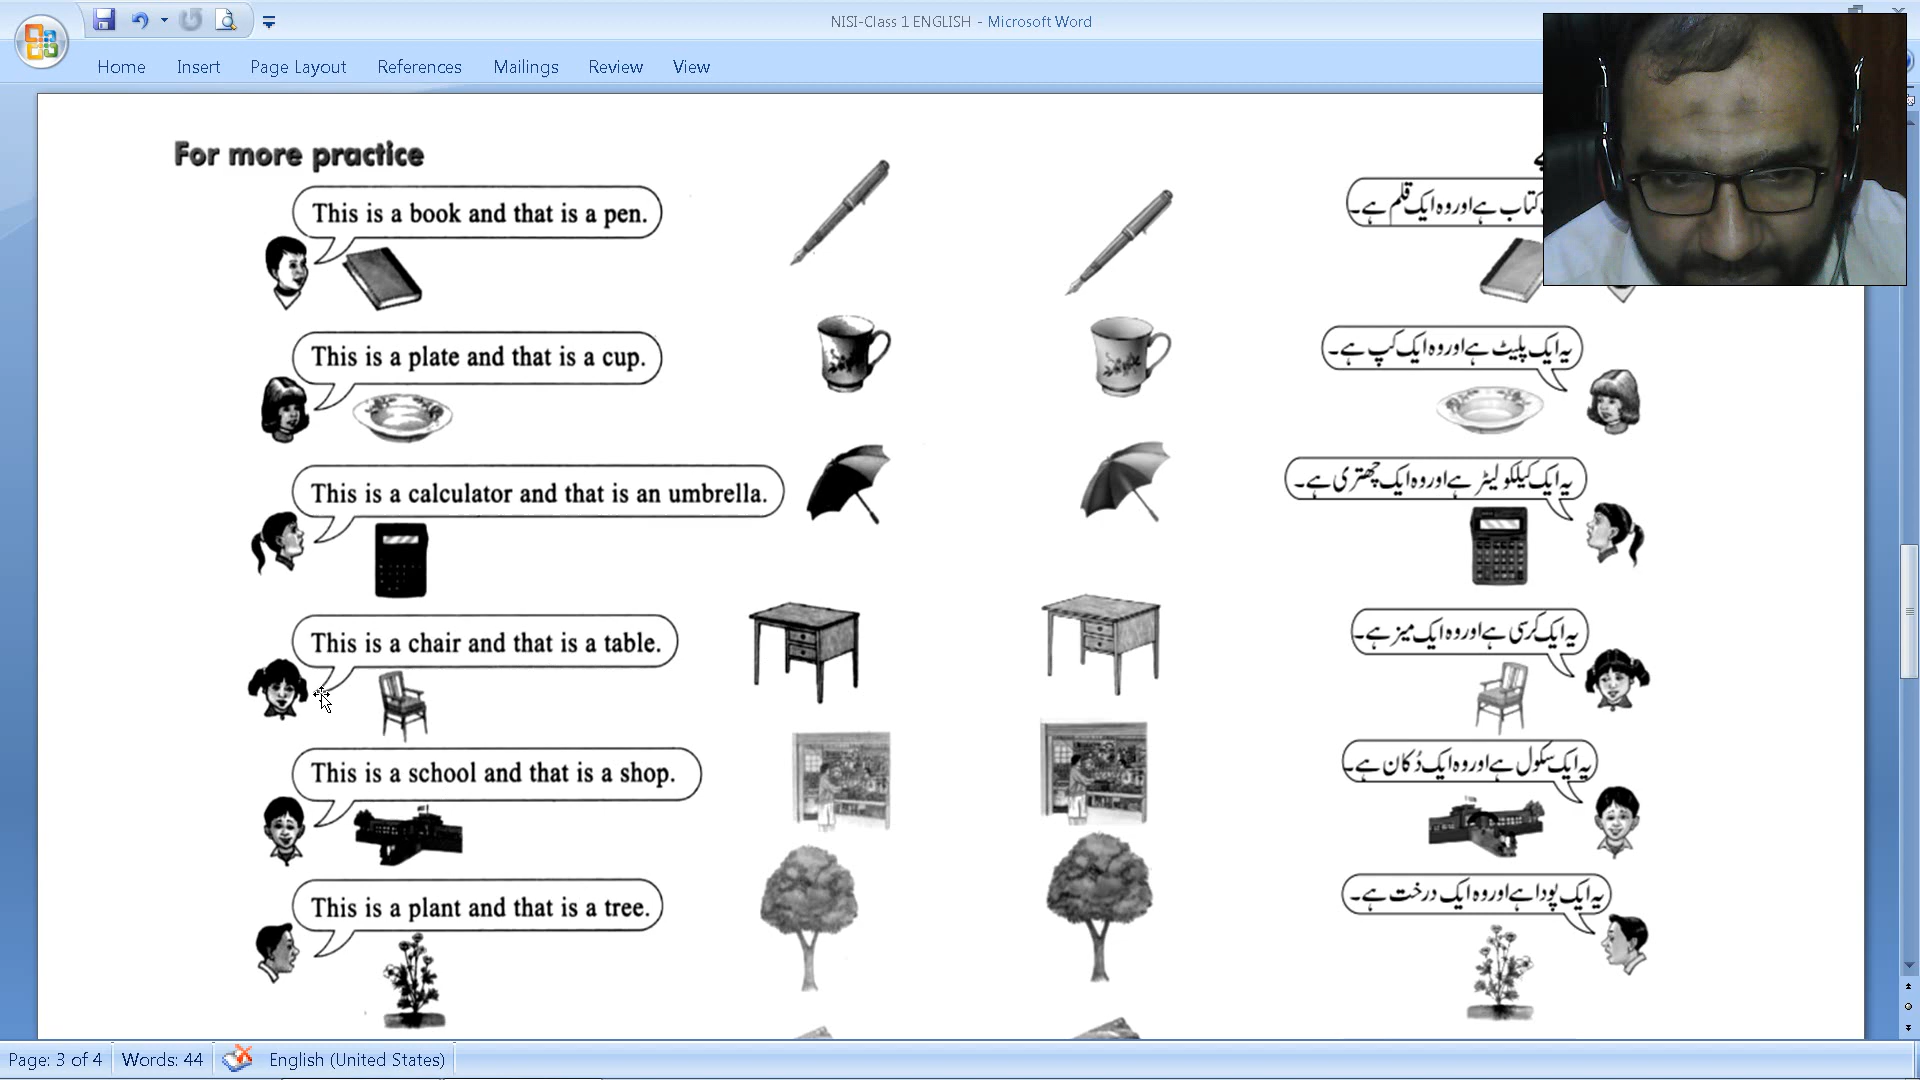 NISI-Class 1 ENGLISH - Microsoft Word
Home Insert Page Layout References Mailings Review View
For more practice
This is a book and that is a pen.
کتاب ہے اور وہ ایک قلم ہے۔
This is a plate and that is a cup.
یہ ایک پلیٹ ہے اور وہ ایک کپ ہے۔
This is a calculator and that is an umbrella.
یہ ایک کیلکولیٹر ہے اور وہ ایک چھتری ہے۔
This is a chair and that is a table.
یہ ایک کرسی ہے اور وہ ایک میز ہے۔
This is a school and that is a shop.
یہ ایک سکول ہے اور وہ ایک دُکان ہے۔
This is a plant and that is a tree.
یہ ایک پودا ہے اور وہ ایک درخت ہے۔
Page: 3 of 4 Words: 44 English (United States)